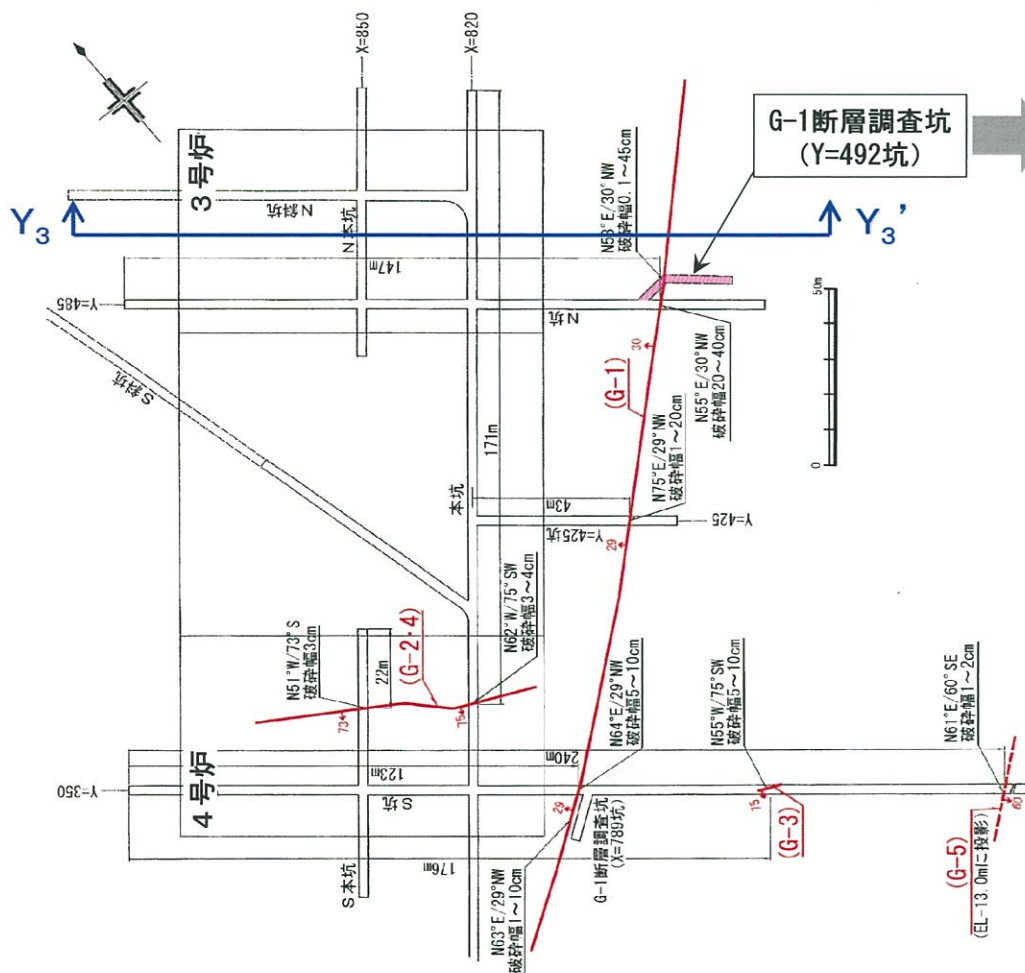 X=850
X=820
3号炉
G-1断層調査坑
(Y=492坑)
Y₃
Y₃'
N斜坑
N本坑
147m
N53°E/30°NW
破砕幅0.1~45cm
Y=485
N坑
S斜坑
30
(G-1)
N55°E/30°NW
破砕幅20~40cm
50m
0
171m
本坑
43m
N75°E/29°NW
破砕幅1~20cm
Y=425
Y=425坑
29
N51°W/73°S
破砕幅3cm
22m
(G-2・4)
N62°W/75°SW
破砕幅3~4cm
73
75
4号炉
Y=350
123m
240m
S坑
N64°E/29°NW
破砕幅5~10cm
N55°W/75°SW
破砕幅5~10cm
N61°E/60°SE
破砕幅1~2cm
29
75
60
G-1断層調査坑
(X=789坑)
(G-3)
(G-5)
(EL-13.0mに投影)
S本坑
176m
N63°E/29°NW
破砕幅1~10cm